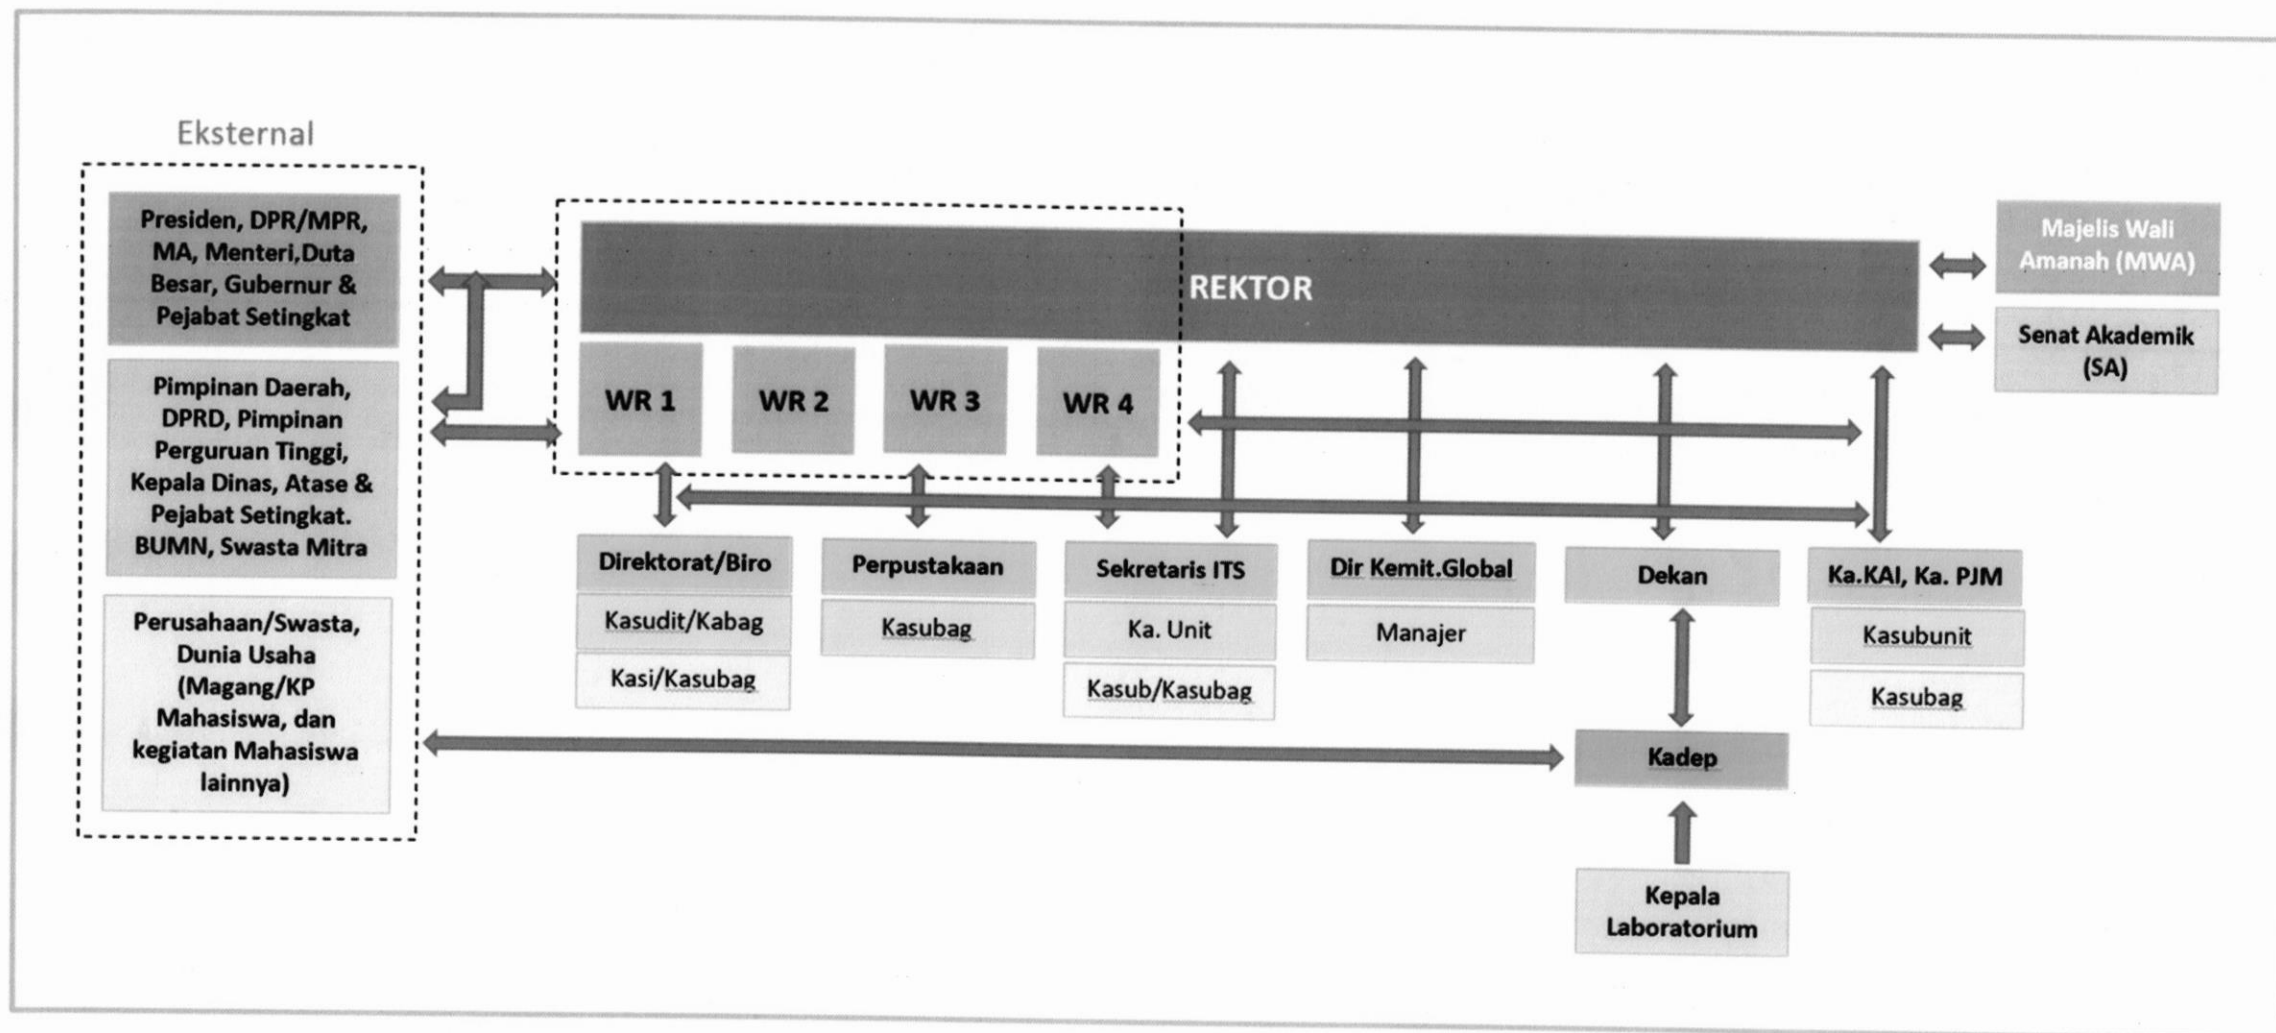 Eksternal
Presiden, DPR/MPR,
MA, Menteri,Duta
Besar, Gubernur &
Pejabat Setingkat
Pimpinan Daerah,
DPRD, Pimpinan
Perguruan Tinggi,
Kepala Dinas, Atase &
Pejabat Setingkat.
BUMN, Swasta Mitra
Perusahaan/Swasta,
Dunia Usaha
(Magang/KP
Mahasiswa, dan
kegiatan Mahasiswa
lainnya)
REKTOR
WR 1
WR 2
WR 3
WR 4
Majelis Wali
Amanah (MWA)
Senat Akademik
(SA)
Direktorat/Biro
Kasudit/Kabag
Kasi/Kasubag
Perpustakaan
Kasubag
Sekretaris ITS
Ka. Unit
Kasub/Kasubag
Dir Kemit.Global
Manajer
Dekan
Ka.KAI, Ka. PJM
Kasubunit
Kasubag
Kadep
Kepala
Laboratorium